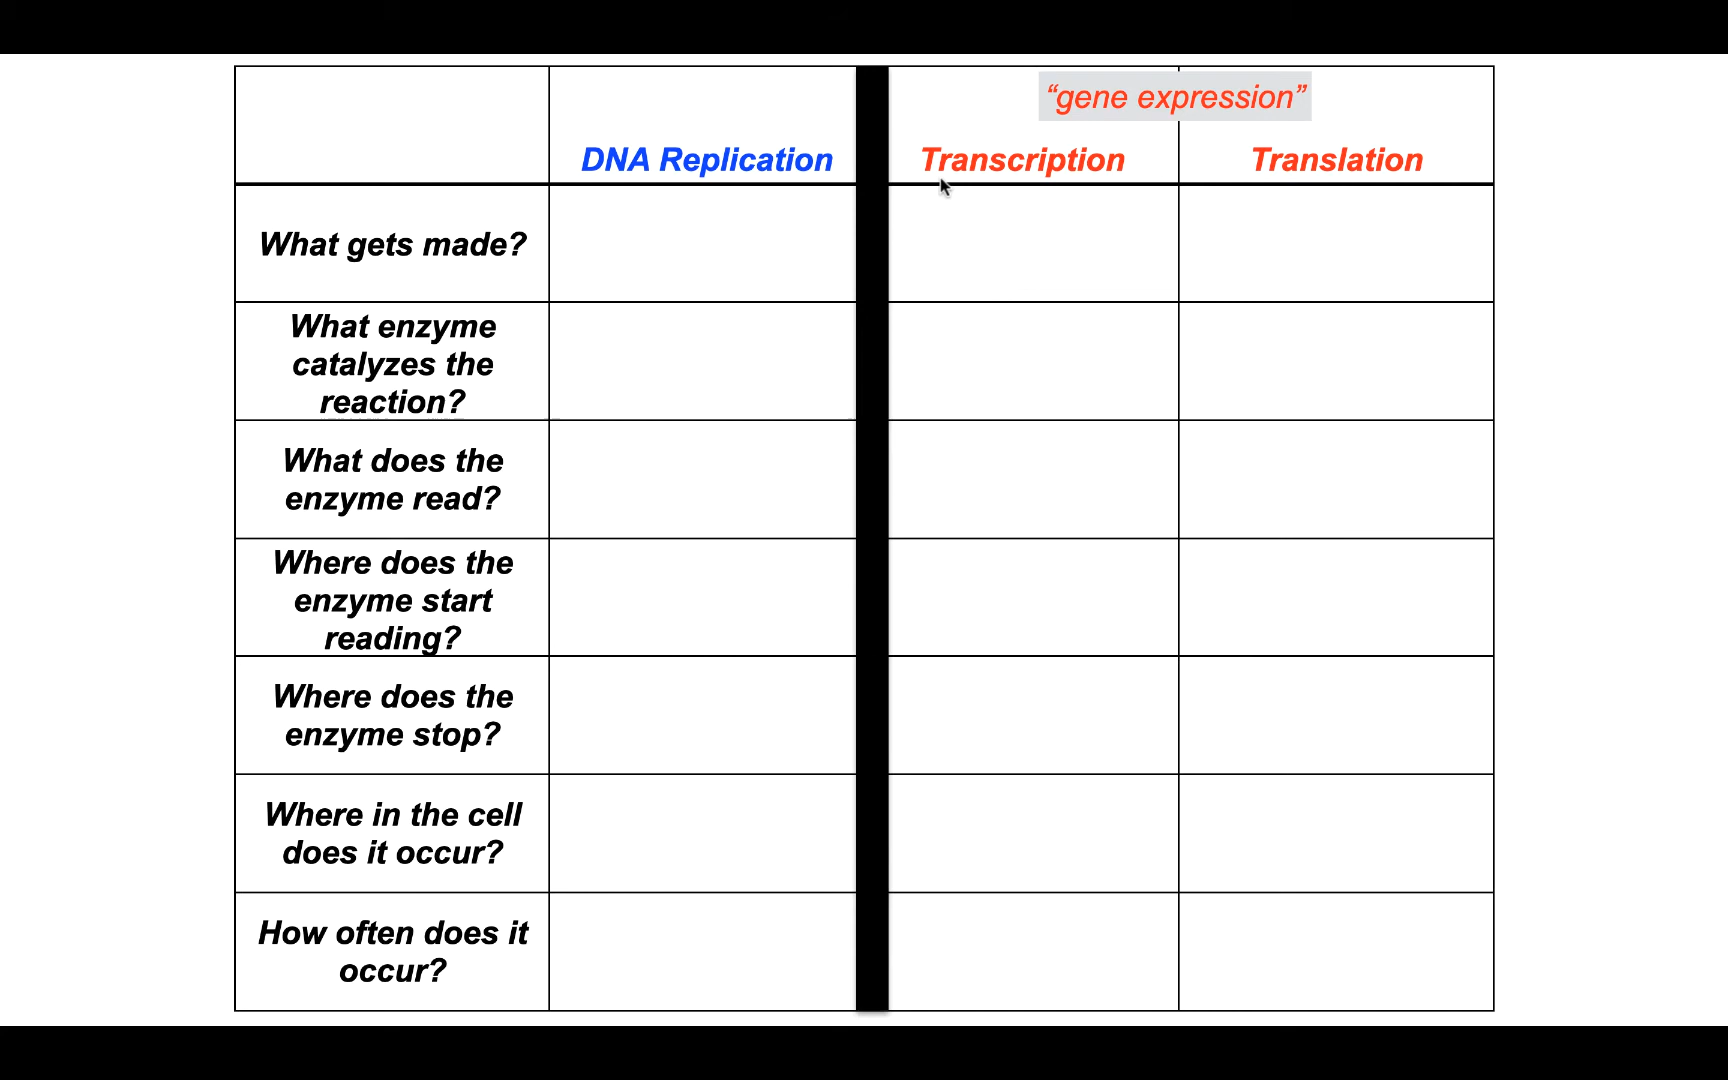 “gene expression”
DNA Replication
Transcription
Translation
What gets made?
What enzyme
catalyzes the
reaction?
What does the
enzyme read?
Where does the
enzyme start
reading?
Where does the
enzyme stop?
Where in the cell
does it occur?
How often does it
occur?